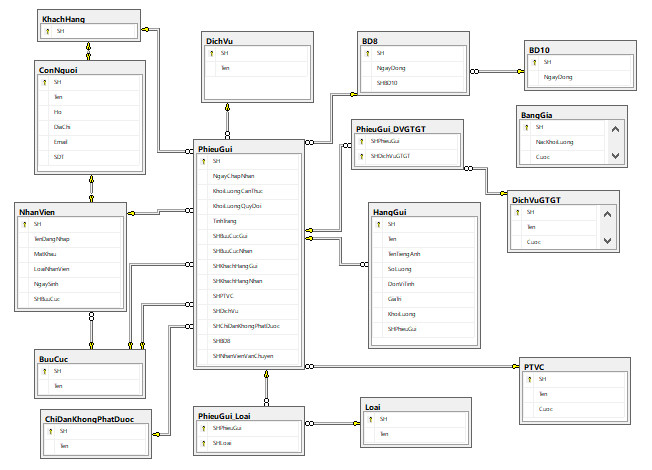 KhachHang
SH
ConNguoi
SH
Ten
Ho
DiaChi
Email
SDT
NhanVien
SH
TenDangNhap
MatKhau
LoaiNhanVien
NgaySinh
SHBuuCuc
BuuCuc
SH
Ten
ChiDanKhongPhatDuoc
SH
Ten
DichVu
SH
Ten
PhieuGui
SH
NgayChapNhan
KhoiLuongCanThuc
KhoiLuongQuyDoi
TinhTrang
SHBuuCucGui
SHBuuCucNhan
SHKhachHangGui
SHKhachHangNhan
SHPTVC
SHDichVu
SHChiDanKhongPhatDuoc
SHBD8
SHNhanVienVanChuyen
PhieuGui_Loai
SHPhieuGui
SHLoai
BD8
SH
NgayDong
SHBD10
PhieuGui_DVGTGT
SHPhieuGui
SHDichVuGTGT
HangGui
SH
Ten
TenTiengAnh
SoLuong
DonViTinh
GiaTri
KhoiLuong
SHPhieuGui
Loai
SH
Ten
BD10
SH
NgayDong
BangGia
SH
NacKhoiLuong
Cuoc
DichVuGTGT
SH
Ten
Cuoc
PTVC
SH
Ten
Cuoc